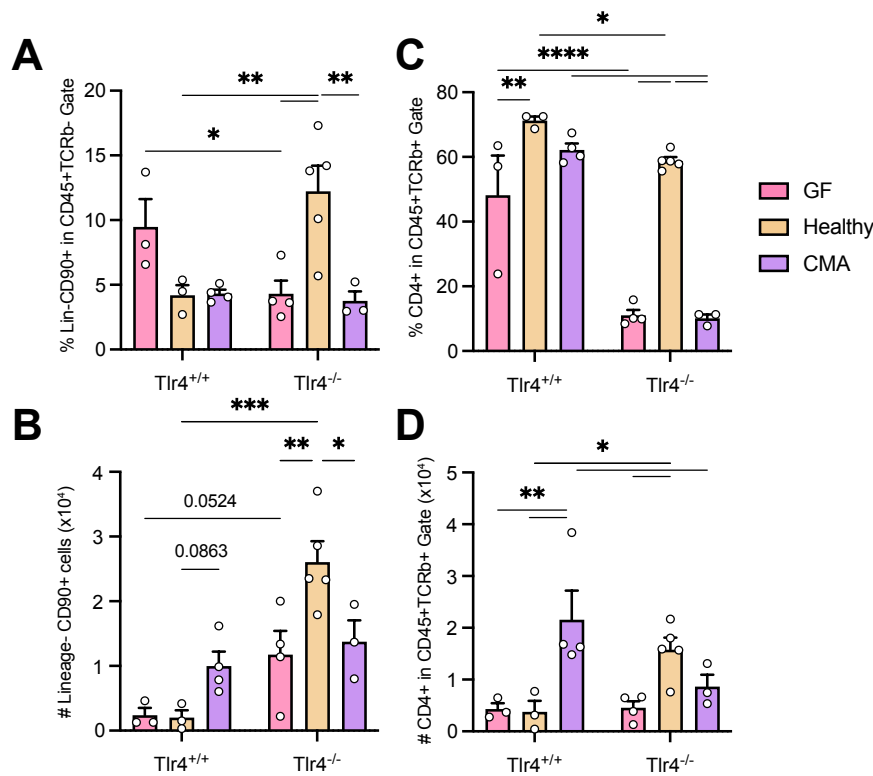 A
% Lin-CD90+ in CD45+TCRb- Gate
20
15
10
5
0
**
**
*
Tlr4+/+
Tlr4-/-
C
% CD4+ in CD45+TCRb+ Gate
80
60
40
20
0
*
****
**
Tlr4+/+
Tlr4-/-
GF
Healthy
CMA
B
# Lineage- CD90+ cells (x10⁴)
4
3
2
1
0
***
**
*
0.0524
0.0863
Tlr4+/+
Tlr4-/-
D
# CD4+ in CD45+TCRb+ Gate (x10⁴)
5
4
3
2
1
0
*
**
Tlr4+/+
Tlr4-/-